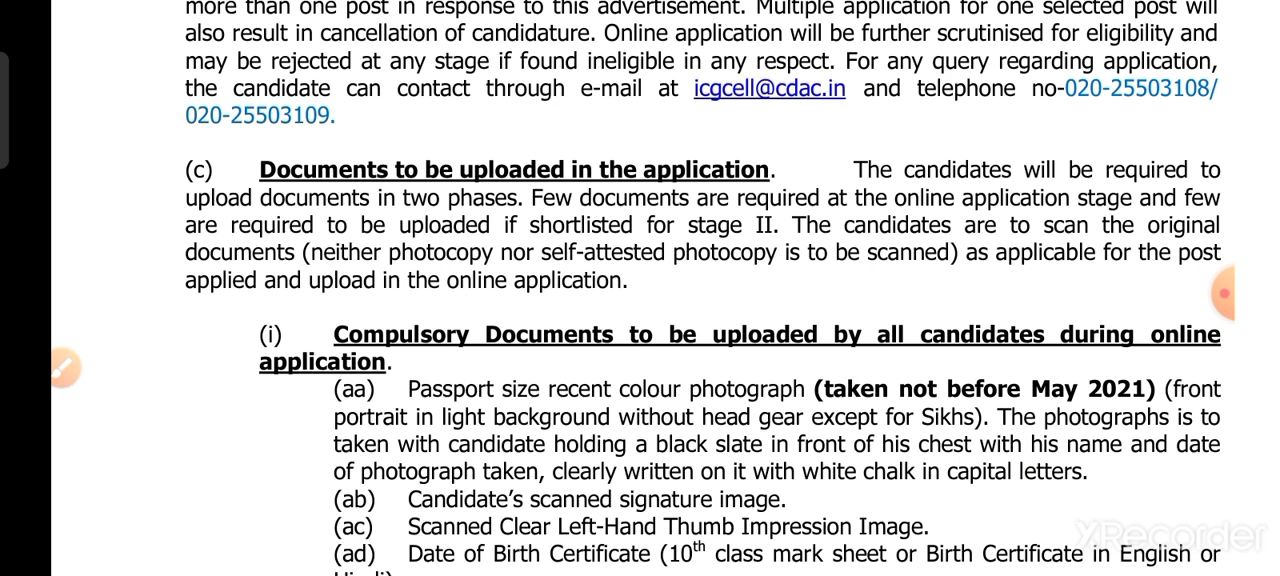 more than one post in response to this advertisement. Multiple application for one selected post will
also result in cancellation of candidature. Online application will be further scrutinised for eligibility and
may be rejected at any stage if found ineligible in any respect. For any query regarding application,
the candidate can contact through e-mail at icgcell@cdac.in and telephone no-020-25503108/
020-25503109.
(c) Documents to be uploaded in the application. The candidates will be required to
upload documents in two phases. Few documents are required at the online application stage and few
are required to be uploaded if shortlisted for stage II. The candidates are to scan the original
documents (neither photocopy nor self-attested photocopy is to be scanned) as applicable for the post
applied and upload in the online application.
(i) Compulsory Documents to be uploaded by all candidates during online
application.
(aa) Passport size recent colour photograph (taken not before May 2021) (front
portrait in light background without head gear except for Sikhs). The photographs is to
taken with candidate holding a black slate in front of his chest with his name and date
of photograph taken, clearly written on it with white chalk in capital letters.
(ab) Candidate's scanned signature image.
(ac) Scanned Clear Left-Hand Thumb Impression Image.
(ad) Date of Birth Certificate (10th class mark sheet or Birth Certificate in English or
XRecorder